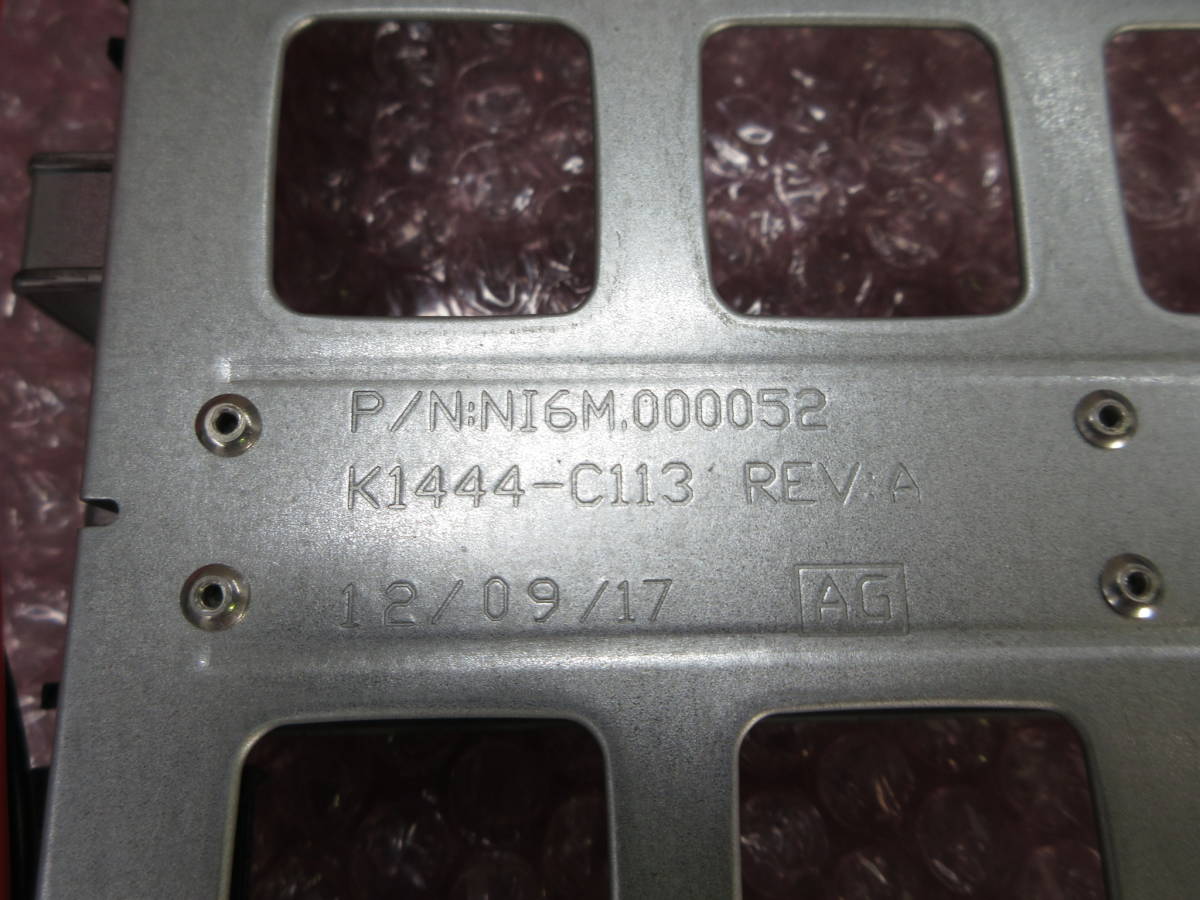 P/N:NI6M.000052
K1444-C113 REV:A
12/09/17 AG